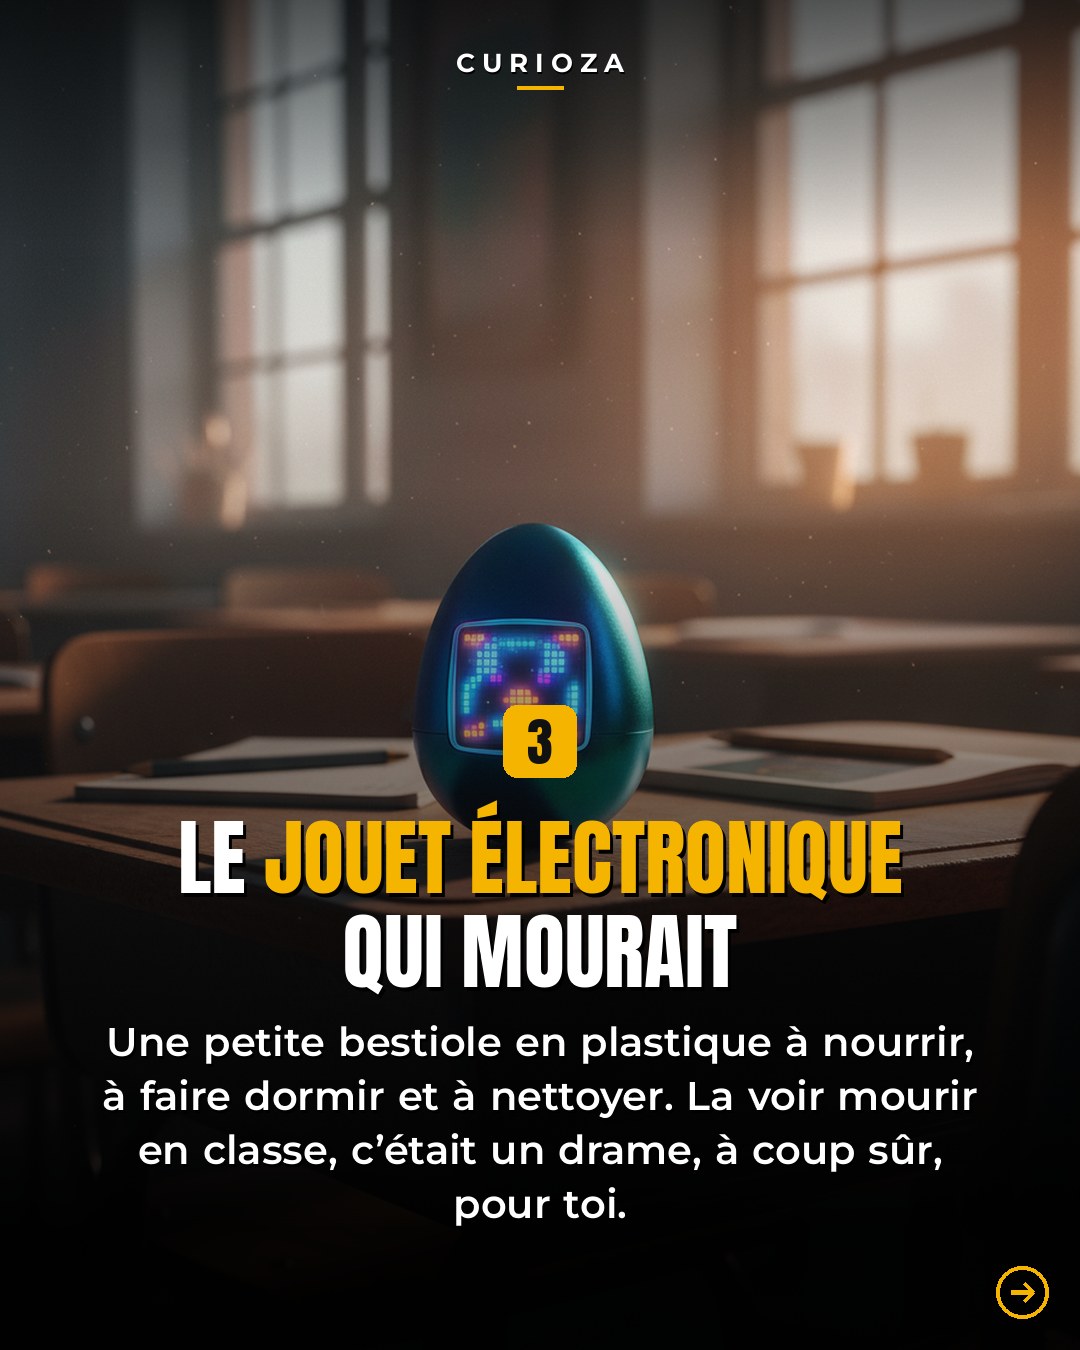 CURIOZA
3
LE JOUET ÉLECTRONIQUE
QUI MOURAIT
Une petite bestiole en plastique à nourrir,
à faire dormir et à nettoyer. La voir mourir
en classe, c’était un drame, à coup sûr,
pour toi.